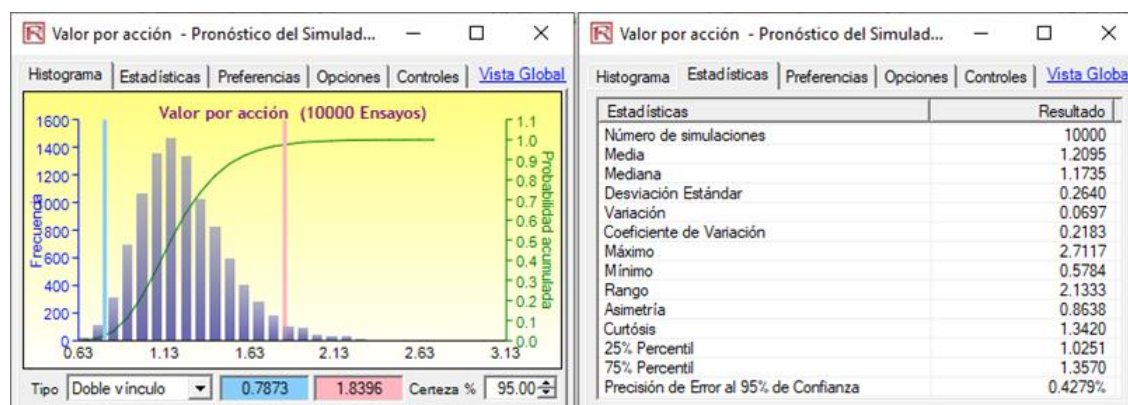 Valor por acción - Pronóstico del Simulad...
Histograma Estadísticas Preferencias Opciones Controles Vista Global
Valor por acción (10000 Ensayos)
1600
1400
1200
1000
800
600
400
200
0
Frecuencia
1.1
1.0
0.9
0.8
0.7
0.6
0.5
0.4
0.3
0.2
0.1
0.0
Probabilidad acumulada
0.63 1.13 1.63 2.13 2.63 3.13
Tipo Doble vínculo 0.7873 1.8396 Certeza % 95.00
Valor por acción - Pronóstico del Simulad...
Histograma Estadísticas Preferencias Opciones Controles Vista Globa
Estadísticas Resultado
Número de simulaciones 10000
Media 1.2095
Mediana 1.1735
Desviación Estándar 0.2640
Variación 0.0697
Coeficiente de Variación 0.2183
Máximo 2.7117
Mínimo 0.5784
Rango 2.1333
Asimetría 0.8638
Curtósis 1.3420
25% Percentil 1.0251
75% Percentil 1.3570
Precisión de Error al 95% de Confianza 0.4279%